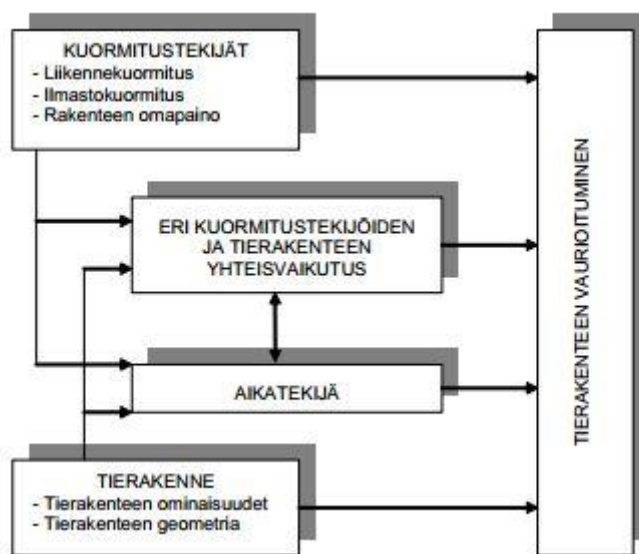 KUORMITUSTEKIJÄT
- Liikennekuormitus
- Ilmastokuormitus
- Rakenteen omapaino
ERI KUORMITUSTEKIJÖIDEN
JA TIERAKENTEEN
YHTEISVAIKUTUS
AIKATEKIJÄ
TIERAKENNE
- Tierakenteen ominaisuudet
- Tierakenteen geometria
TIERAKENTEEN VAURIOITUMINEN